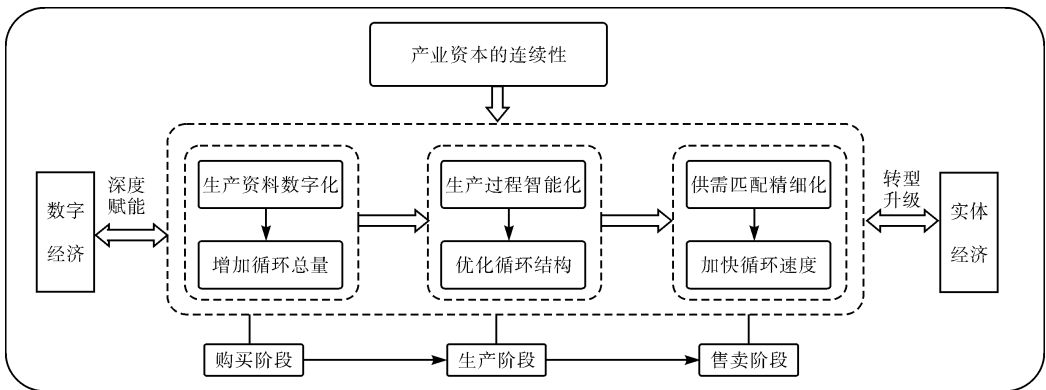 产业资本的连续性
数字
经济
深度
赋能
生产资料数字化
增加循环总量
生产过程智能化
优化循环结构
供需匹配精细化
加快循环速度
转型
升级
实体
经济
购买阶段
生产阶段
售卖阶段